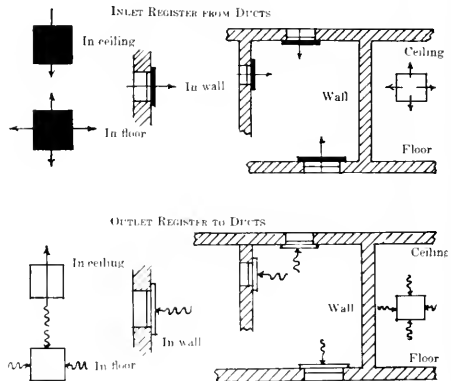 INLET REGISTER FROM DUCTS
In ceiling
In wall
In floor
Wall
Ceiling
Floor
OUTLET REGISTER TO DUCTS
In ceiling
In wall
In floor
Wall
Ceiling
Floor